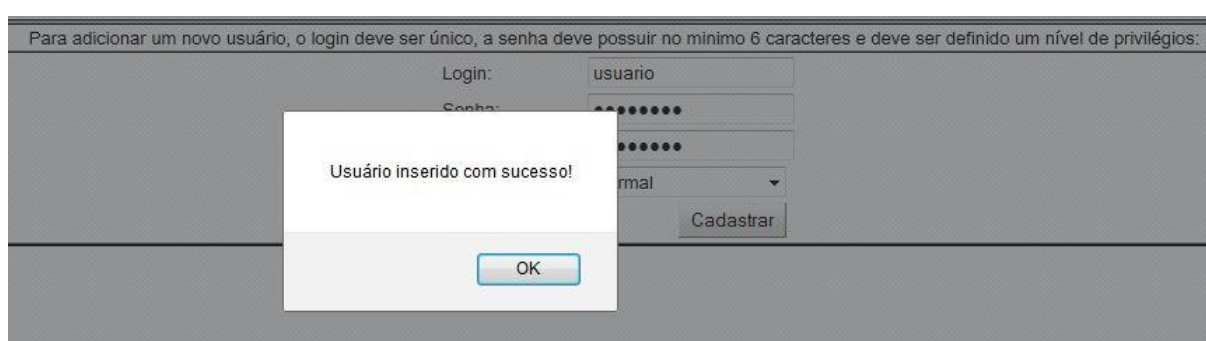 Para adicionar um novo usuário, o login deve ser único, a senha deve possuir no minimo 6 caracteres e deve ser definido um nível de privilégios:
Login: usuario
Senha: ●●●●●●●●
Usuário inserido com sucesso!
rmal
Cadastrar
OK